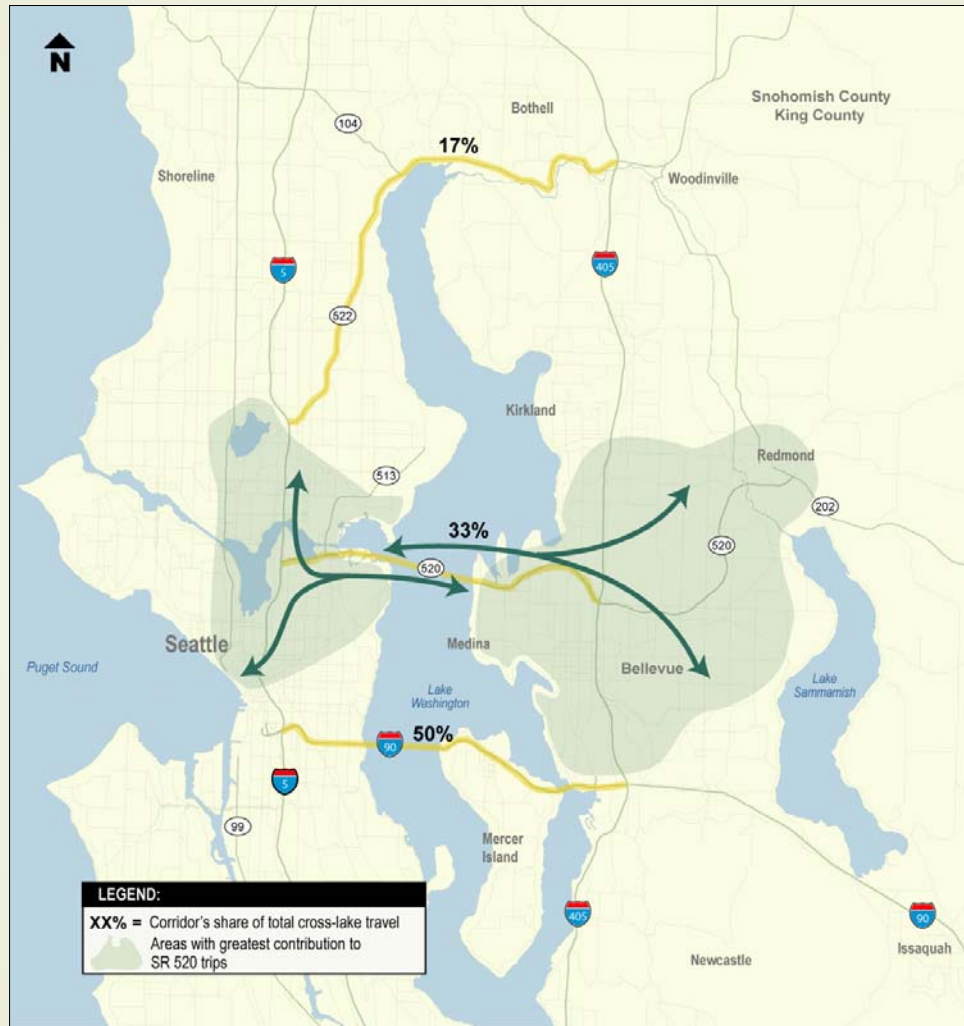 N
Bothell
Snohomish County
King County
104
17%
Shoreline
Woodinville
5
405
522
Kirkland
Redmond
513
202
33%
520
520
Seattle
Medina
Bellevue
Puget Sound
Lake
Washington
Lake
Sammamish
50%
90
5
99
Mercer
Island
405
90
Newcastle
Issaquah
LEGEND:
XX% = Corridor's share of total cross-lake travel
Areas with greatest contribution to
SR 520 trips